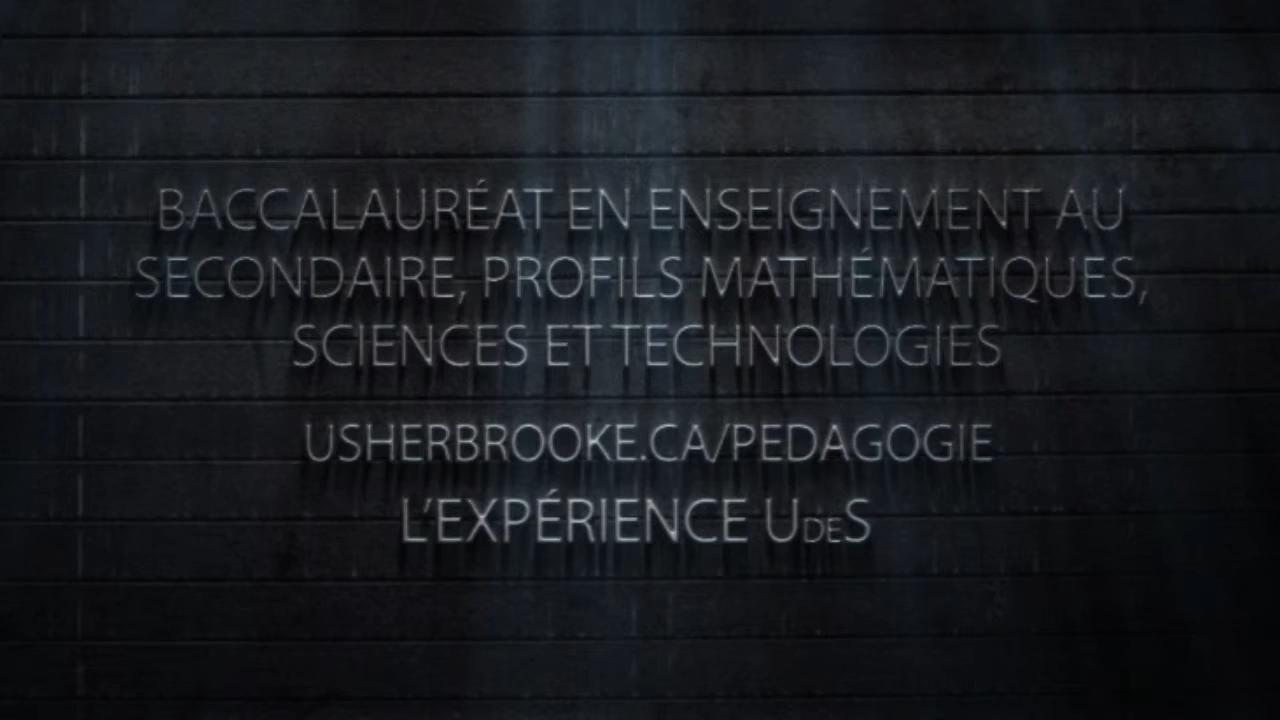 BACCALAURÉAT EN ENSEIGNEMENT AU
SECONDAIRE, PROFILS MATHÉMATIQUES,
SCIENCES ET TECHNOLOGIES
USHERBROOKE.CA/PEDAGOGIE
L'EXPÉRIENCE UDES